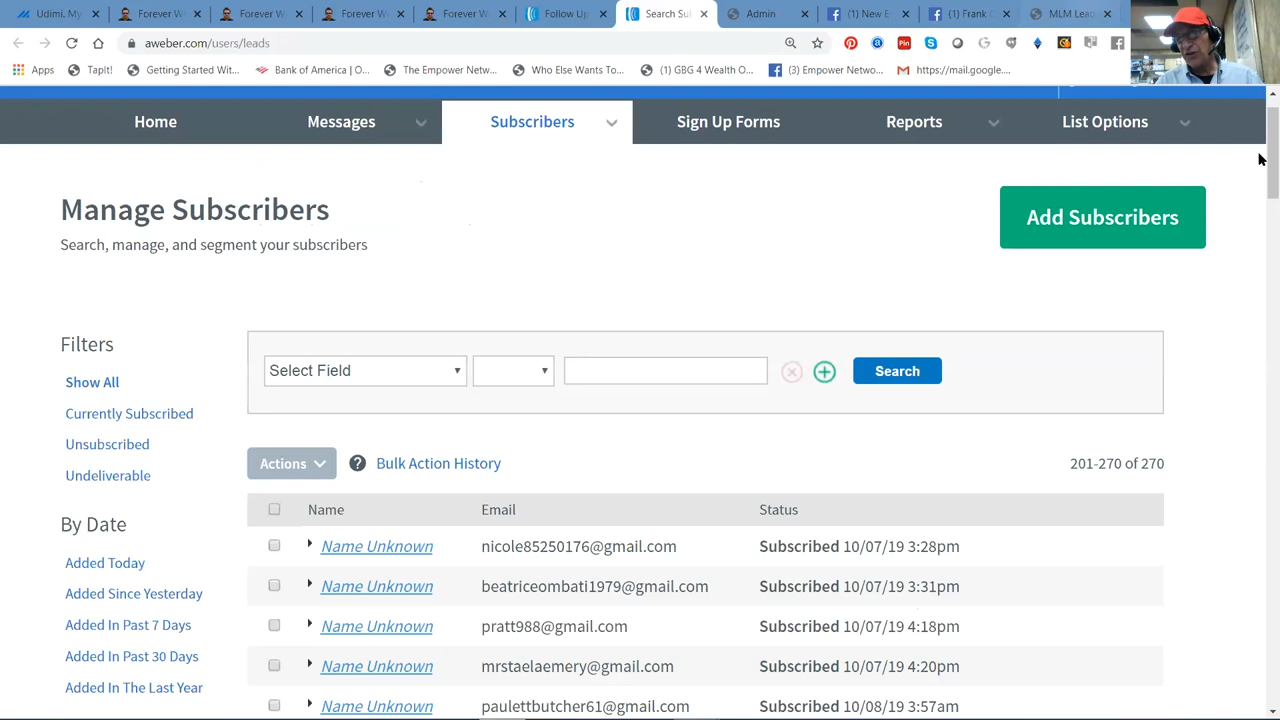 Udimi, My
Forever W
Forever W
Forever W
Forever W
Follow Up
Search Sul
Admin
(1) New E
(1) Frank
MLM Lea
aweber.com/users/leads
Apps
TapIt!
Getting Started Wit...
Bank of America | O...
The Empower Netw...
Who Else Wants To...
(1) GBG 4 Wealth O...
(3) Empower Netwo...
https://mail.google....
Home
Messages
Subscribers
Sign Up Forms
Reports
List Options
Manage Subscribers
Add Subscribers
Search, manage, and segment your subscribers
Filters
Show All
Currently Subscribed
Unsubscribed
Undeliverable
By Date
Added Today
Added Since Yesterday
Added In Past 7 Days
Added In Past 30 Days
Added In The Last Year
Select Field
Search
Actions
Bulk Action History
201-270 of 270
Name Email Status
Name Unknown nicole85250176@gmail.com Subscribed 10/07/19 3:28pm
Name Unknown beatriceombati1979@gmail.com Subscribed 10/07/19 3:31pm
Name Unknown pratt988@gmail.com Subscribed 10/07/19 4:18pm
Name Unknown mrstaelaemery@gmail.com Subscribed 10/07/19 4:20pm
Name Unknown paulettbutcher61@gmail.com Subscribed 10/08/19 3:57am